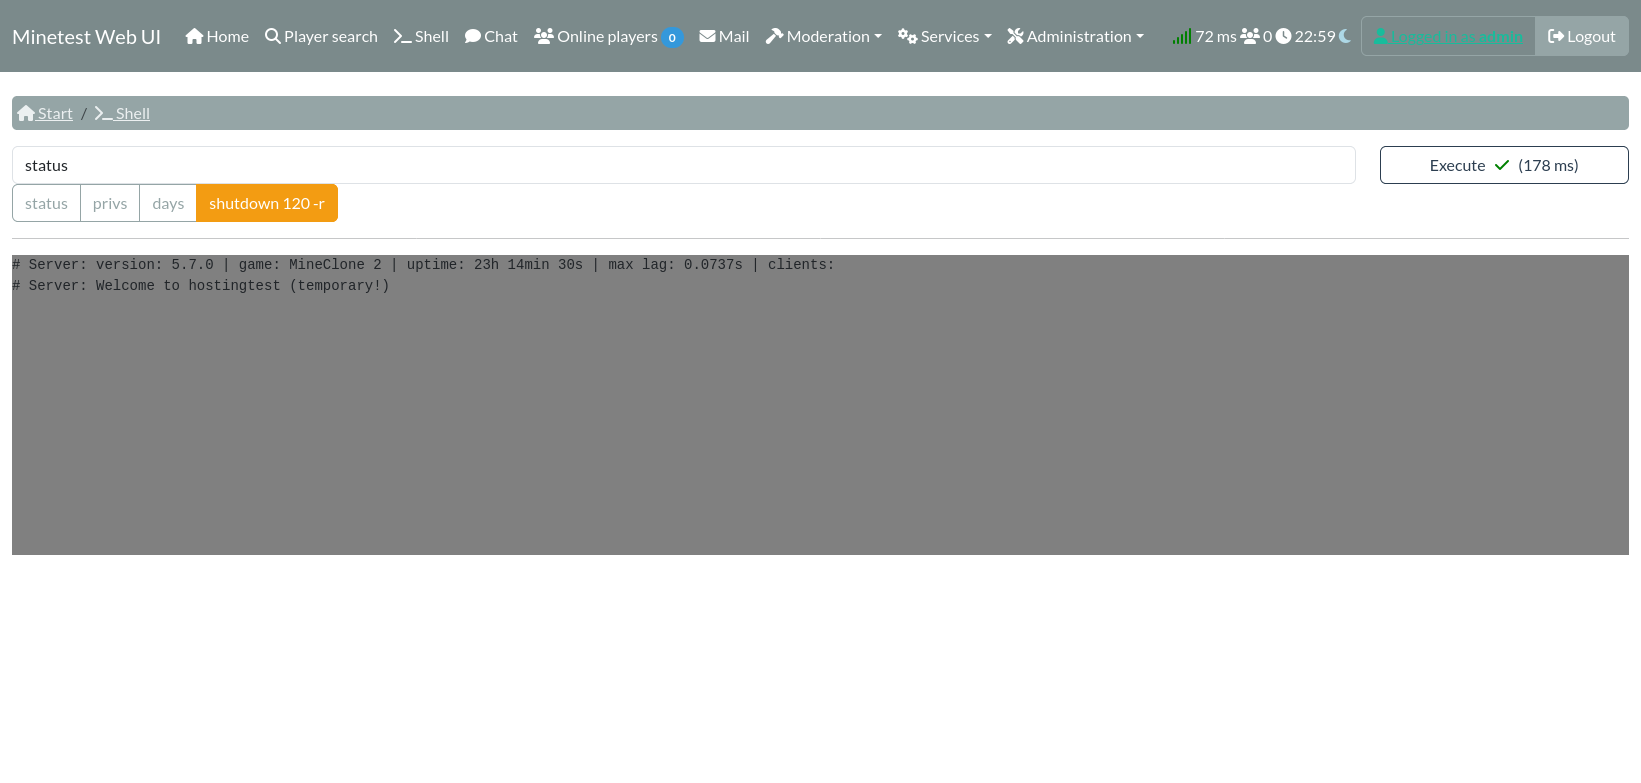 Minetest Web UI Home Player search Shell Chat Online players 0 Mail Moderation Services Administration 72 ms 0 22:59 Logged in as admin Logout
Start / Shell
status Execute (178 ms)
status privs days shutdown 120 -r
# Server: version: 5.7.0 | game: MineClone 2 | uptime: 23h 14min 30s | max lag: 0.0737s | clients:
# Server: Welcome to hostingtest (temporary!)